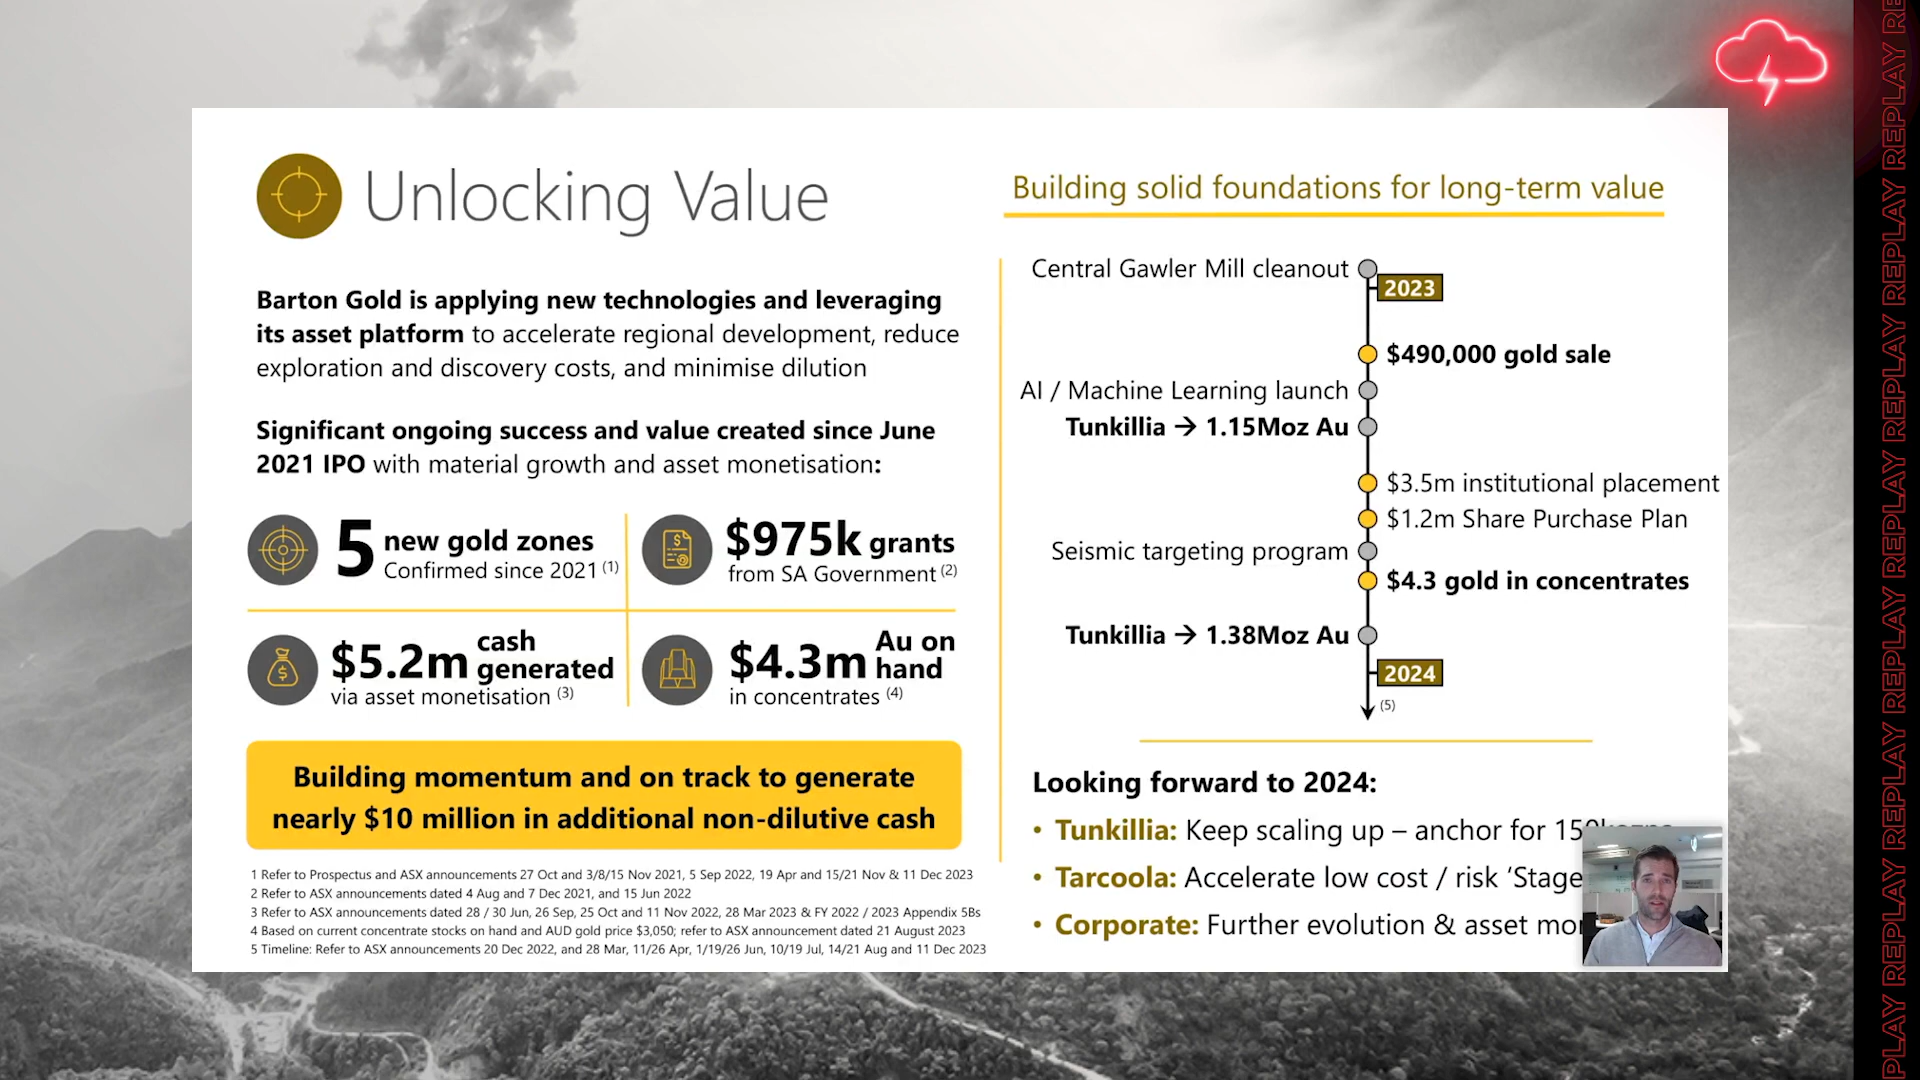 Unlocking Value
Barton Gold is applying new technologies and leveraging
its asset platform to accelerate regional development, reduce
exploration and discovery costs, and minimise dilution
Significant ongoing success and value created since June
2021 IPO with material growth and asset monetisation:
5 new gold zones
Confirmed since 2021 (1)
$975k grants
from SA Government (2)
$5.2m cash generated
via asset monetisation (3)
$4.3m Au on hand
in concentrates (4)
Building momentum and on track to generate
nearly $10 million in additional non-dilutive cash
1 Refer to Prospectus and ASX announcements 27 Oct and 3/8/15 Nov 2021, 5 Sep 2022, 19 Apr and 15/21 Nov & 11 Dec 2023
2 Refer to ASX announcements dated 4 Aug and 7 Dec 2021, and 15 Jun 2022
3 Refer to ASX announcements dated 28 / 30 Jun, 26 Sep, 25 Oct and 11 Nov 2022, 28 Mar 2023 & FY 2022 / 2023 Appendix 5Bs
4 Based on current concentrate stocks on hand and AUD gold price $3,050; refer to ASX announcement dated 21 August 2023
5 Timeline: Refer to ASX announcements 20 Dec 2022, and 28 Mar, 11/26 Apr, 1/19/26 Jun, 10/19 Jul, 14/21 Aug and 11 Dec 2023
Building solid foundations for long-term value
Central Gawler Mill cleanout
2023
$490,000 gold sale
AI / Machine Learning launch
Tunkillia → 1.15Moz Au
$3.5m institutional placement
$1.2m Share Purchase Plan
Seismic targeting program
$4.3 gold in concentrates
Tunkillia → 1.38Moz Au
2024
(5)
Looking forward to 2024:
• Tunkillia: Keep scaling up – anchor for
• Tarcoola: Accelerate low cost / risk ‘Stage
• Corporate: Further evolution & asset
REPLAY REPLAY REPLAY REPLAY REPLAY REPLAY REPLAY REPLAY